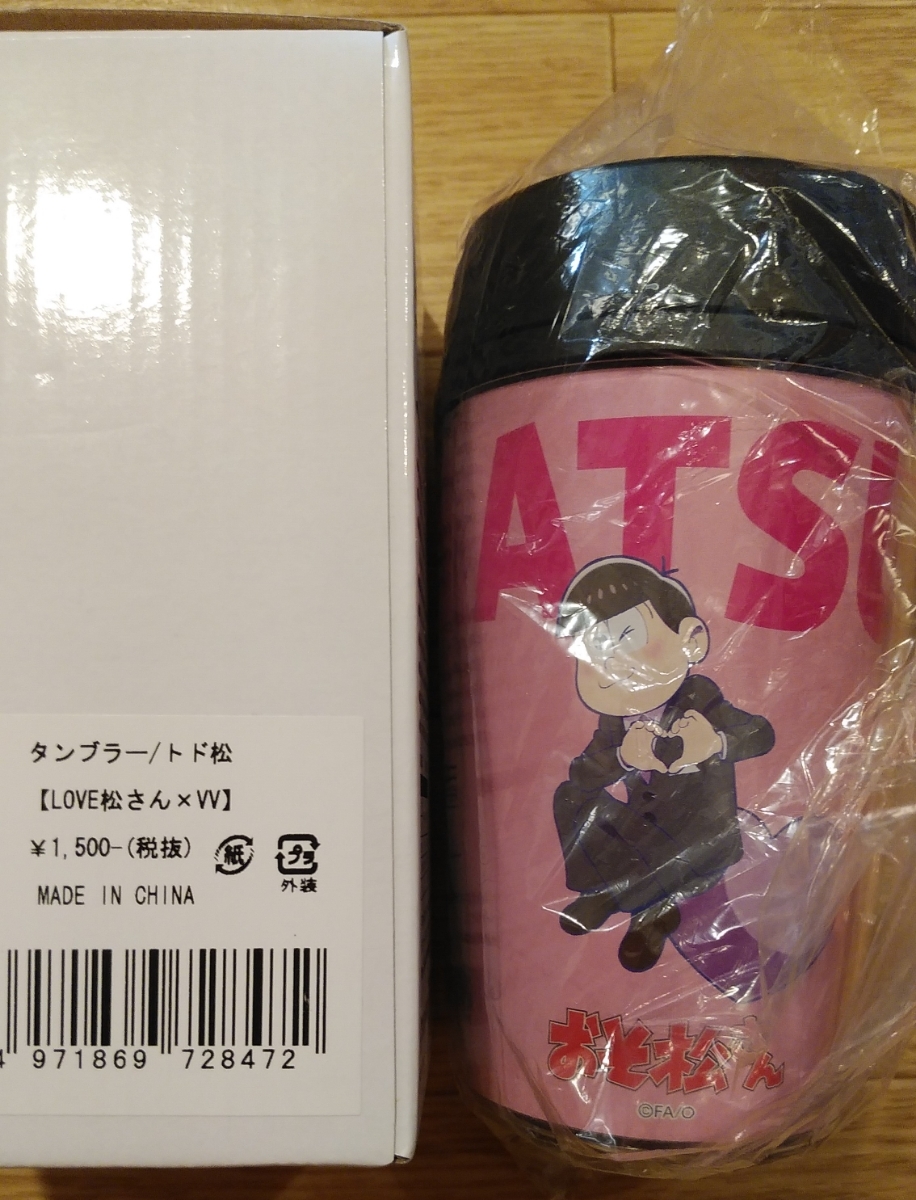 タンブラー/トド松
【LOVE松さん×VV】
¥1,500-(税抜) 紙 プラ
外装
MADE IN CHINA
4 971869 728472
ATSU
おそ松さん
©FA/O